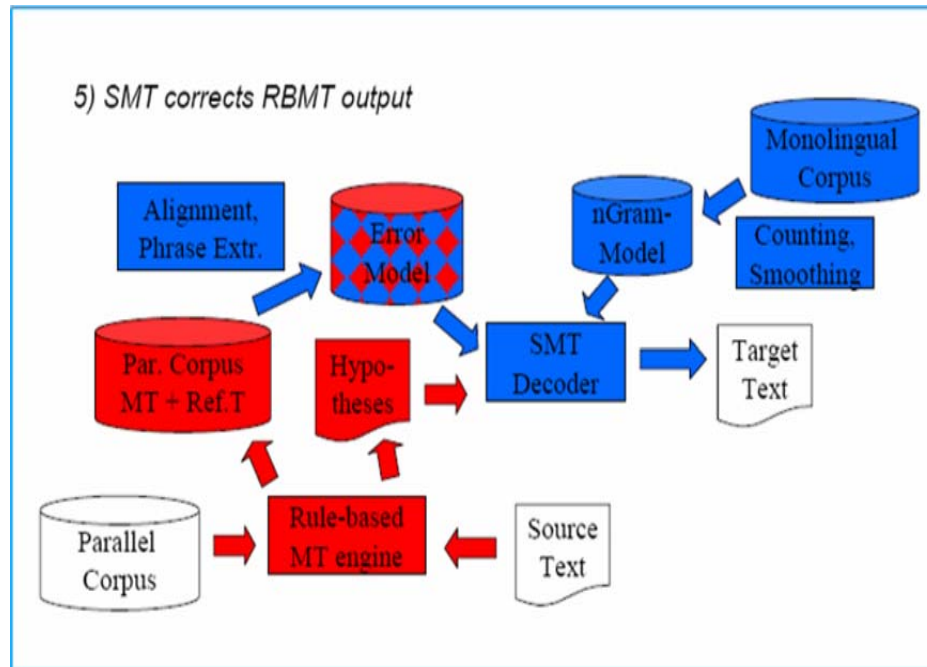 5) SMT corrects RBMT output
Monolingual
Corpus
Alignment,
Phrase Extr.
Error
Model
nGram-
Model
Counting,
Smoothing
Par. Corpus
MT + Ref.T
Hypo-
theses
SMT
Decoder
Target
Text
Parallel
Corpus
Rule-based
MT engine
Source
Text